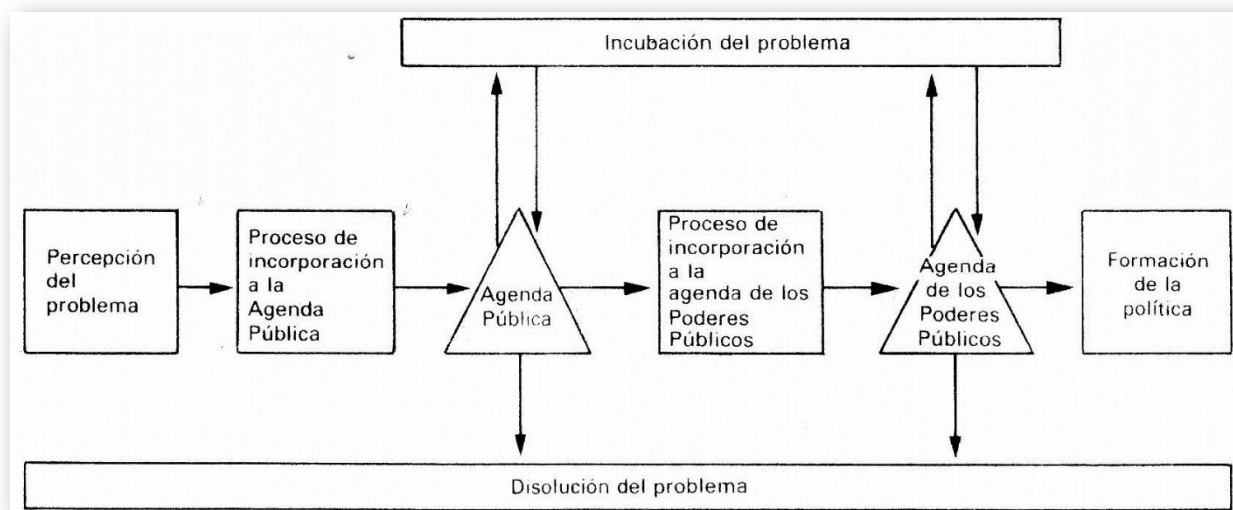 Incubación del problema
Percepción
del
problema
Proceso de
incorporación
a la
Agenda
Pública
Agenda
Pública
Proceso de
incorporación
a la
agenda de los
Poderes
Públicos
Agenda
de los
Poderes
Públicos
Formación
de la
política
Disolución del problema